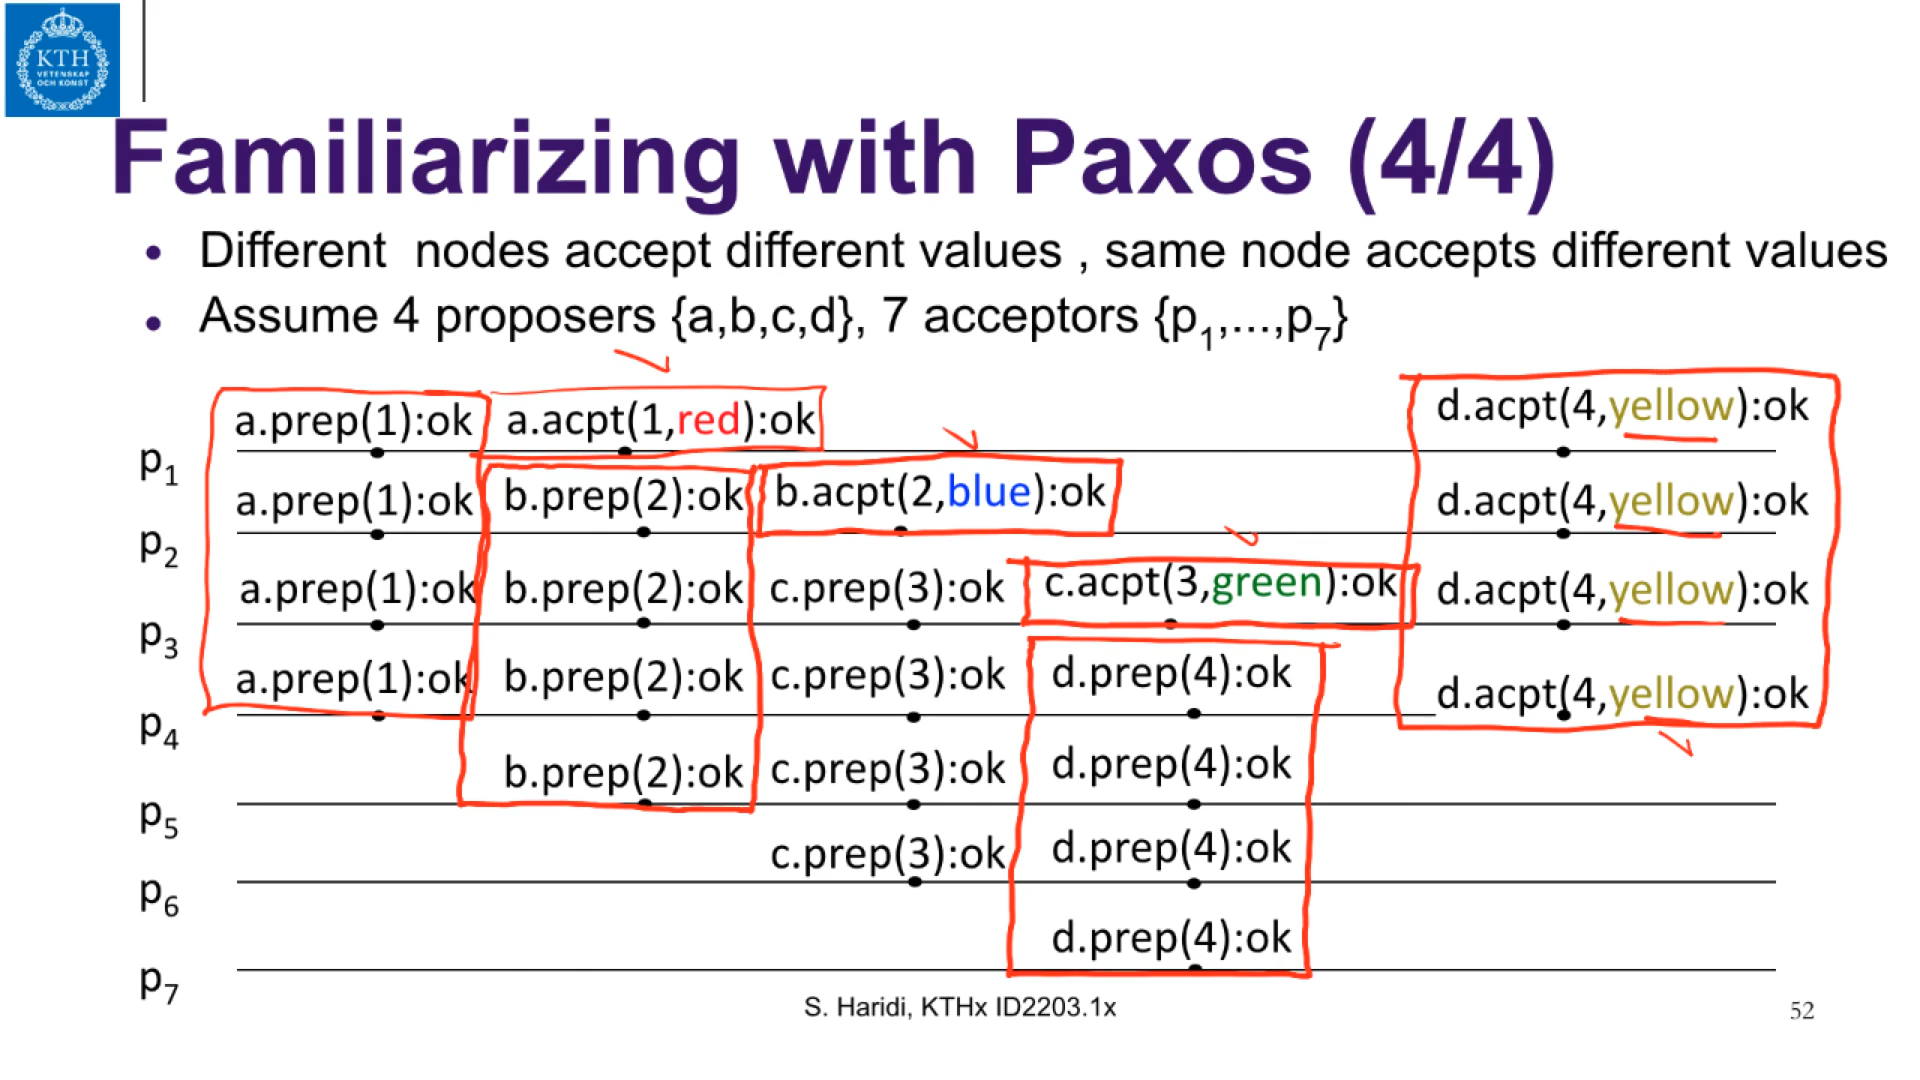 KTH
VETENSKAP
OCH KONST
Familiarizing with Paxos (4/4)
• Different nodes accept different values , same node accepts different values
• Assume 4 proposers {a,b,c,d}, 7 acceptors {p1,...,p7}
a.prep(1):ok a.acpt(1,red):ok d.acpt(4,yellow):ok
p1
a.prep(1):ok b.prep(2):ok b.acpt(2,blue):ok d.acpt(4,yellow):ok
p2
a.prep(1):ok b.prep(2):ok c.prep(3):ok c.acpt(3,green):ok d.acpt(4,yellow):ok
p3
a.prep(1):ok b.prep(2):ok c.prep(3):ok d.prep(4):ok d.acpt(4,yellow):ok
p4
b.prep(2):ok c.prep(3):ok d.prep(4):ok
p5
c.prep(3):ok d.prep(4):ok
p6
d.prep(4):ok
p7
S. Haridi, KTHx ID2203.1x 52